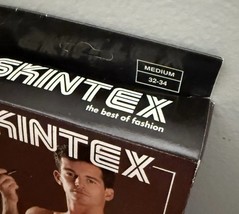 SKINTEX
MEDIUM
32-34
the best of fashion
SKINTEX